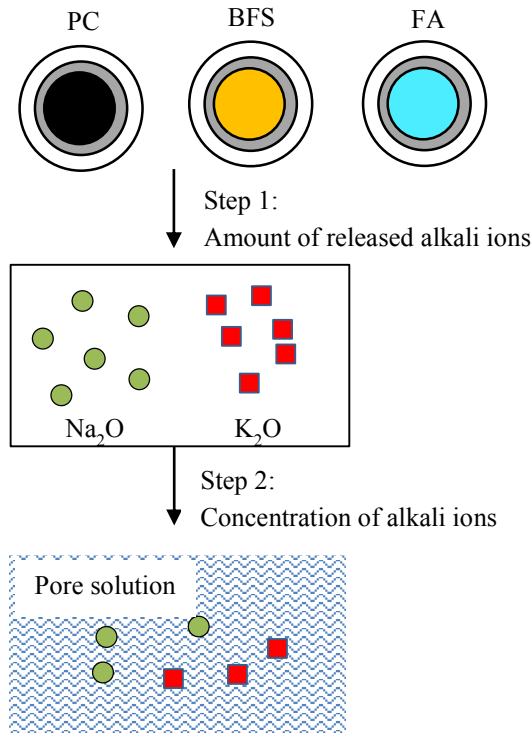 PC BFS FA
Step 1:
Amount of released alkali ions
Na₂O K₂O
Step 2:
Concentration of alkali ions
Pore solution